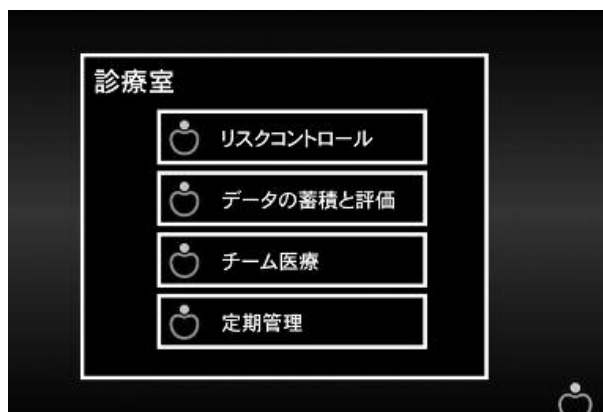 診療室
リスクコントロール
データの蓄積と評価
チーム医療
定期管理